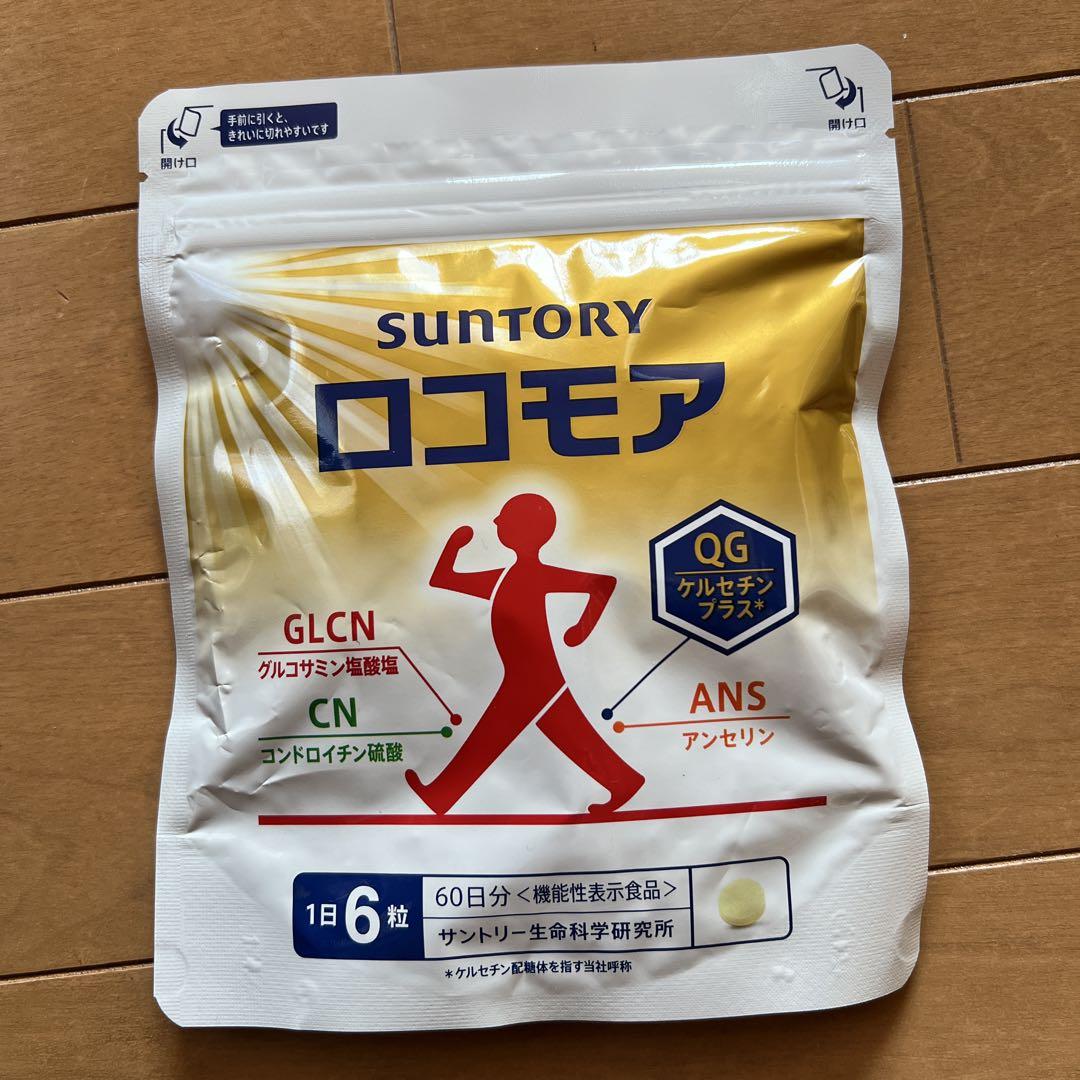 手前に引くと、
きれいに切れやすいです
開け口
開け口
SUNTORY
ロコモア
QG
ケルセチン
プラス*
GLCN
グルコサミン塩酸塩
CN
コンドロイチン硫酸
ANS
アンセリン
1日6粒
60日分<機能性表示食品>
サントリー生命科学研究所
*ケルセチン配糖体を指す当社呼称